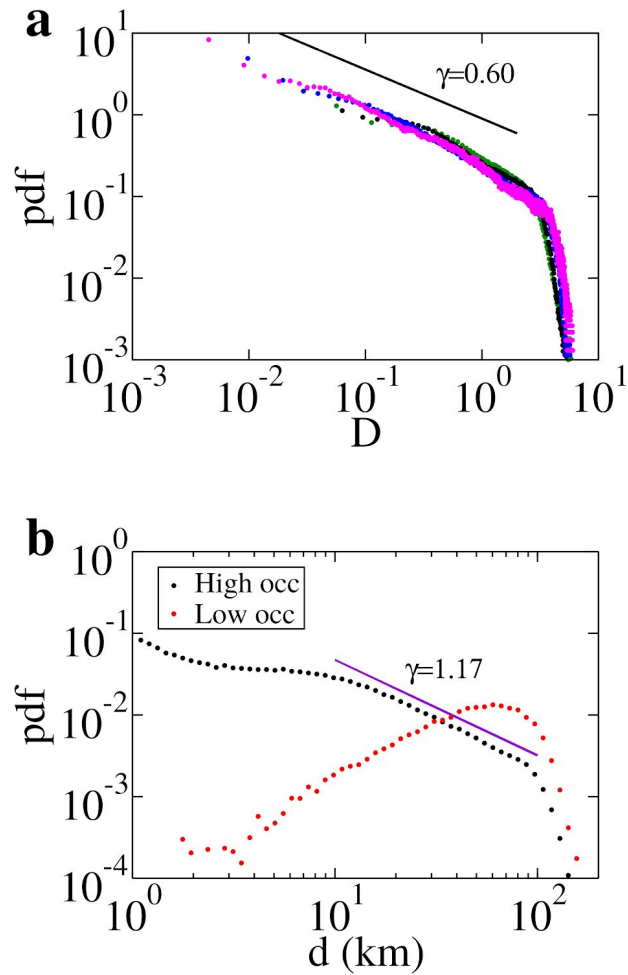 a
10^1
γ=0.60
10^0
pdf
10^-1
10^-2
10^-3
10^-3 10^-2 10^-1 10^0 10^1
D
b
10^0
High occ
Low occ
10^-1
γ=1.17
pdf
10^-2
10^-3
10^-4
10^0 10^1 10^2
d (km)